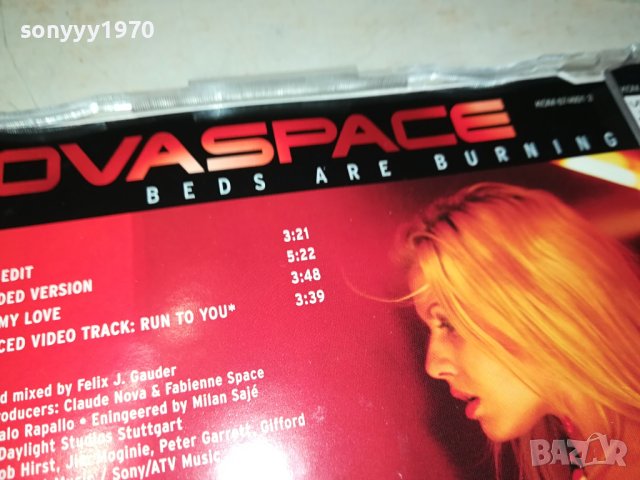 sonyyy1970
OVASPACE
BEDS ARE BURNING
3:21
EDIT 5:22
DED VERSION 3:48
MY LOVE 3:39
CED VIDEO TRACK: RUN TO YOU*
d mixed by Felix J. Gauder
roducers: Claude Nova & Fabienne Space
alo Rapallo • Eningeered by Milan Sajé
Daylight Studios Stuttgart
ob Hirst, Jim Moginie, Peter Garrett, Gifford
Music / Sony/ATV Music
BAZAR
bg